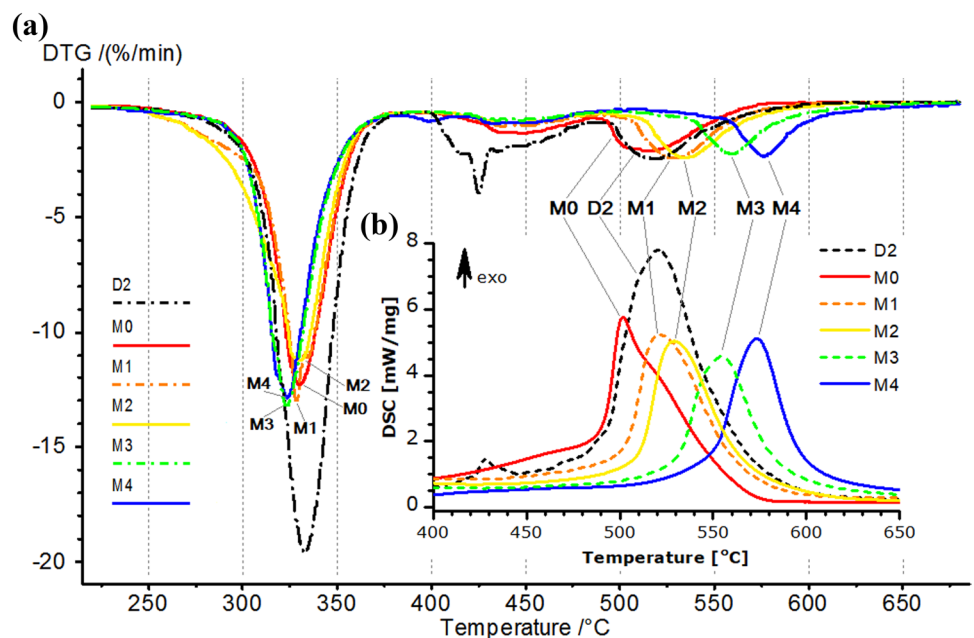 (a)
DTG /(%/min)
0
-5
-10
-15
-20
D2
M0
M1
M2
M3
M4
M4
M3
M1
M0
M2
M0 D2 M1 M2 M3 M4
(b)
8
6
4
2
0
DSC [mW/mg]
exo
D2
M0
M1
M2
M3
M4
400 450 500 550 600 650
Temperature [°C]
250 300 350 400 450 500 550 600 650
Temperature /°C